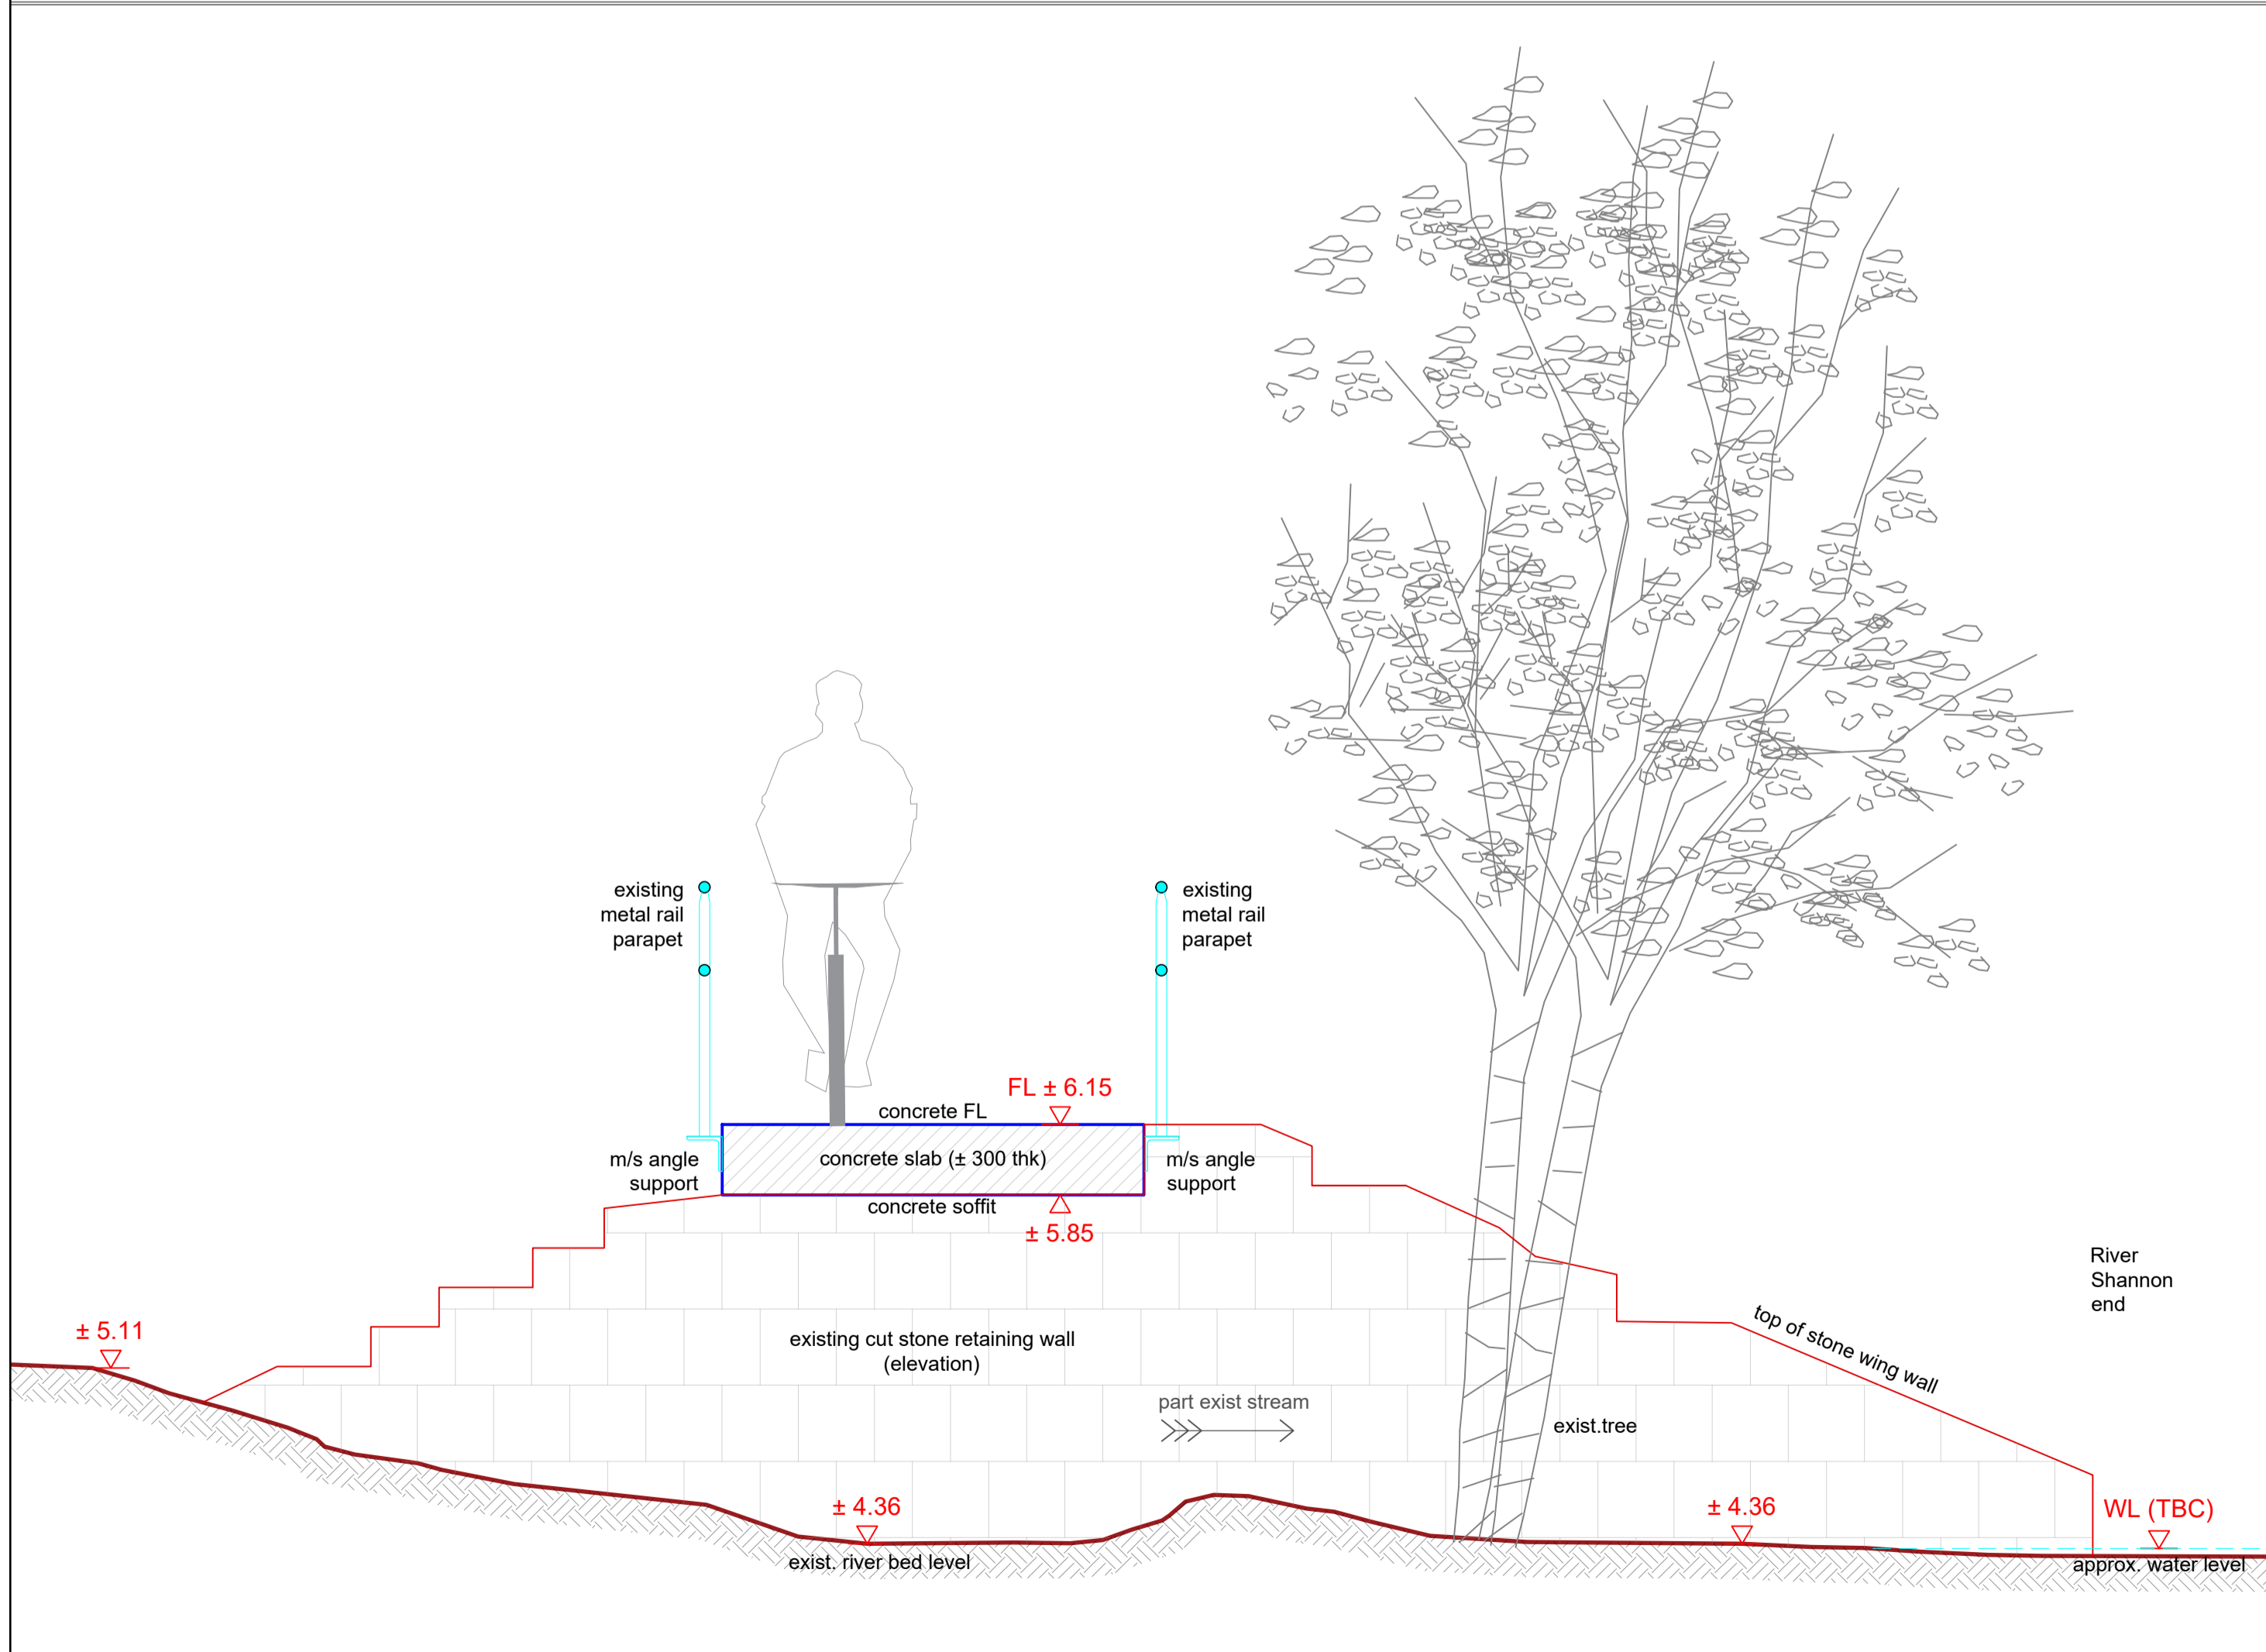 existing
metal rail
parapet
existing
metal rail
parapet
FL ± 6.15
concrete FL
m/s angle
support
concrete slab (± 300 thk)
m/s angle
support
concrete soffit
± 5.85
River
Shannon
end
± 5.11
existing cut stone retaining wall
(elevation)
top of stone wing wall
part exist stream
exist.tree
± 4.36
± 4.36
WL (TBC)
exist. river bed level
approx. water level